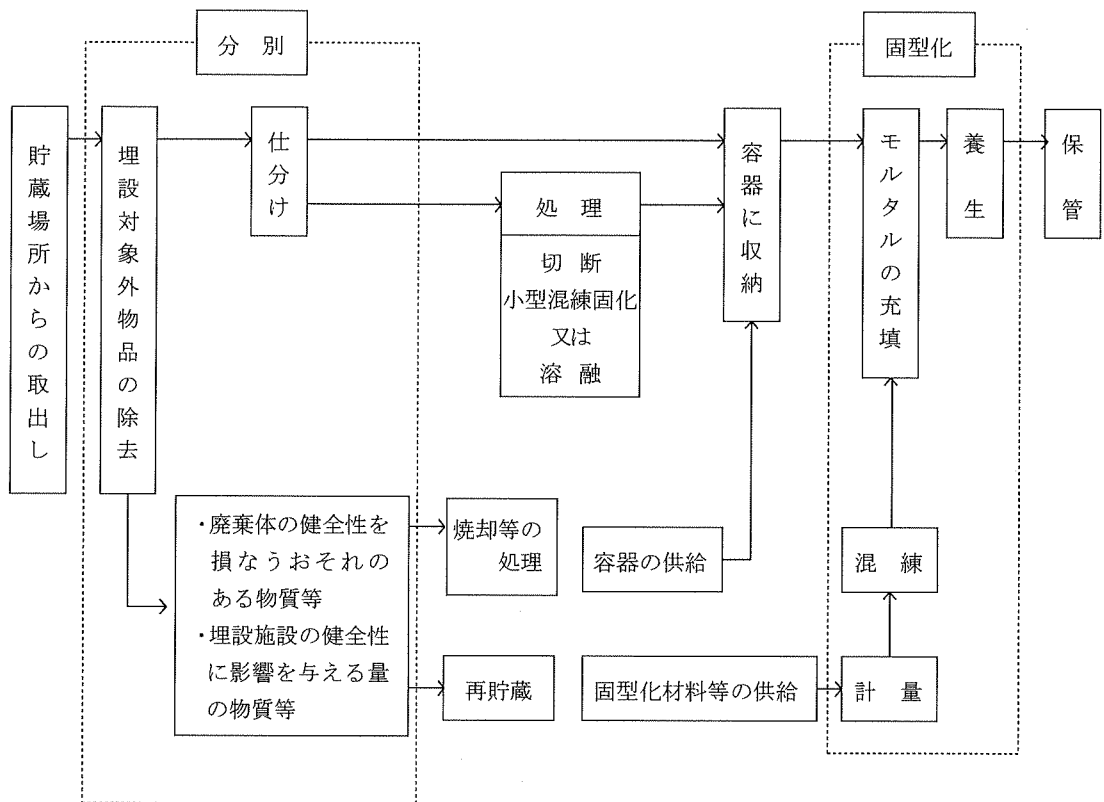 分別
固型化
貯蔵場所からの取出し
埋設対象外物品の除去
仕分け
処理
切断
小型混練固化
又は
溶融
容器に収納
モルタルの充填
養生
保管
・廃棄体の健全性を
損なうおそれの
ある物質等
・埋設施設の健全性
に影響を与える量
の物質等
焼却等の
処理
再貯蔵
容器の供給
固型化材料等の供給
混練
計量